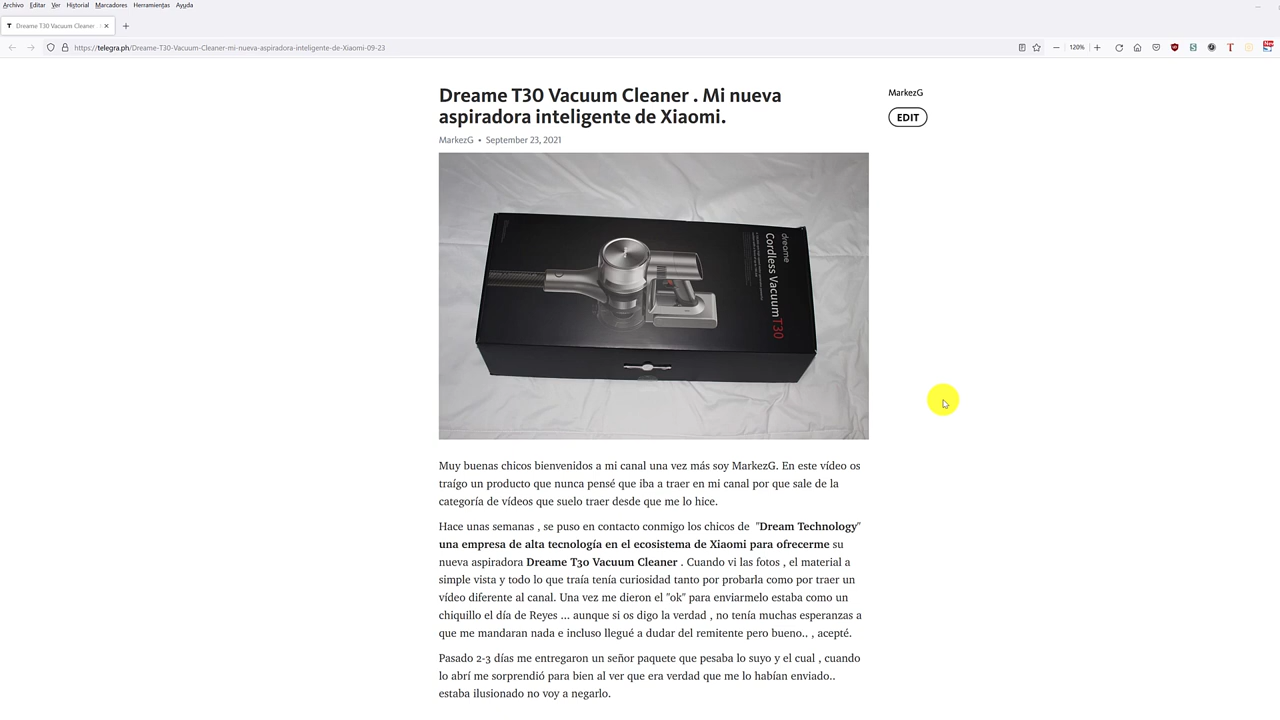 Archivo Editar Ver Historial Marcadores Herramientas Ayuda
Dreame T30 Vacuum Cleaner
https://telegra.ph/Dreame-T30-Vacuum-Cleaner-mi-nueva-aspiradora-inteligente-de-Xiaomi-09-23
120%
Dreame T30 Vacuum Cleaner . Mi nueva
aspiradora inteligente de Xiaomi.
MarkezG • September 23, 2021
MarkezG
EDIT
dreame
Cordless Vacuum T30
Muy buenas chicos bienvenidos a mi canal una vez más soy MarkezG. En este vídeo os
traígo un producto que nunca pensé que iba a traer en mi canal por que sale de la
categoría de vídeos que suelo traer desde que me lo hice.
Hace unas semanas , se puso en contacto conmigo los chicos de "Dream Technology"
una empresa de alta tecnología en el ecosistema de Xiaomi para ofrecerme su
nueva aspiradora Dreame T30 Vacuum Cleaner . Cuando vi las fotos , el material a
simple vista y todo lo que traía tenía curiosidad tanto por probarla como por traer un
vídeo diferente al canal. Una vez me dieron el "ok" para enviarmelo estaba como un
chiquillo el día de Reyes ... aunque si os digo la verdad , no tenía muchas esperanzas a
que me mandaran nada e incluso llegué a dudar del remitente pero bueno.. , acepté.
Pasado 2-3 días me entregaron un señor paquete que pesaba lo suyo y el cual , cuando
lo abrí me sorprendió para bien al ver que era verdad que me lo habían enviado..
estaba ilusionado no voy a negarlo.